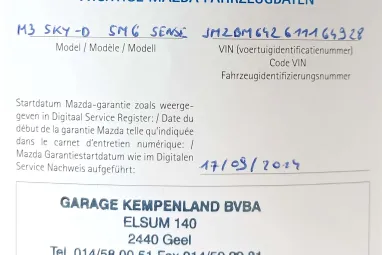 M3 SKY-D SM6 SENSE JMZBM642611164928
Model / Modèle / Modell
VIN (voertuigidentificatienummer)
Code VIN
Fahrzeugidentifizierungsnummer
Startdatum Mazda-garantie zoals weerge-
geven in Digitaal Service Register: / Date du
début de la garantie Mazda telle qu'indiquée
dans le carnet d'entretien numérique: /
Mazda Garantiestartdatum wie im Digitalen
Service Nachweis aufgeführt:
17/09/2014
GARAGE KEMPENLAND BVBA
ELSUM 140
2440 Geel